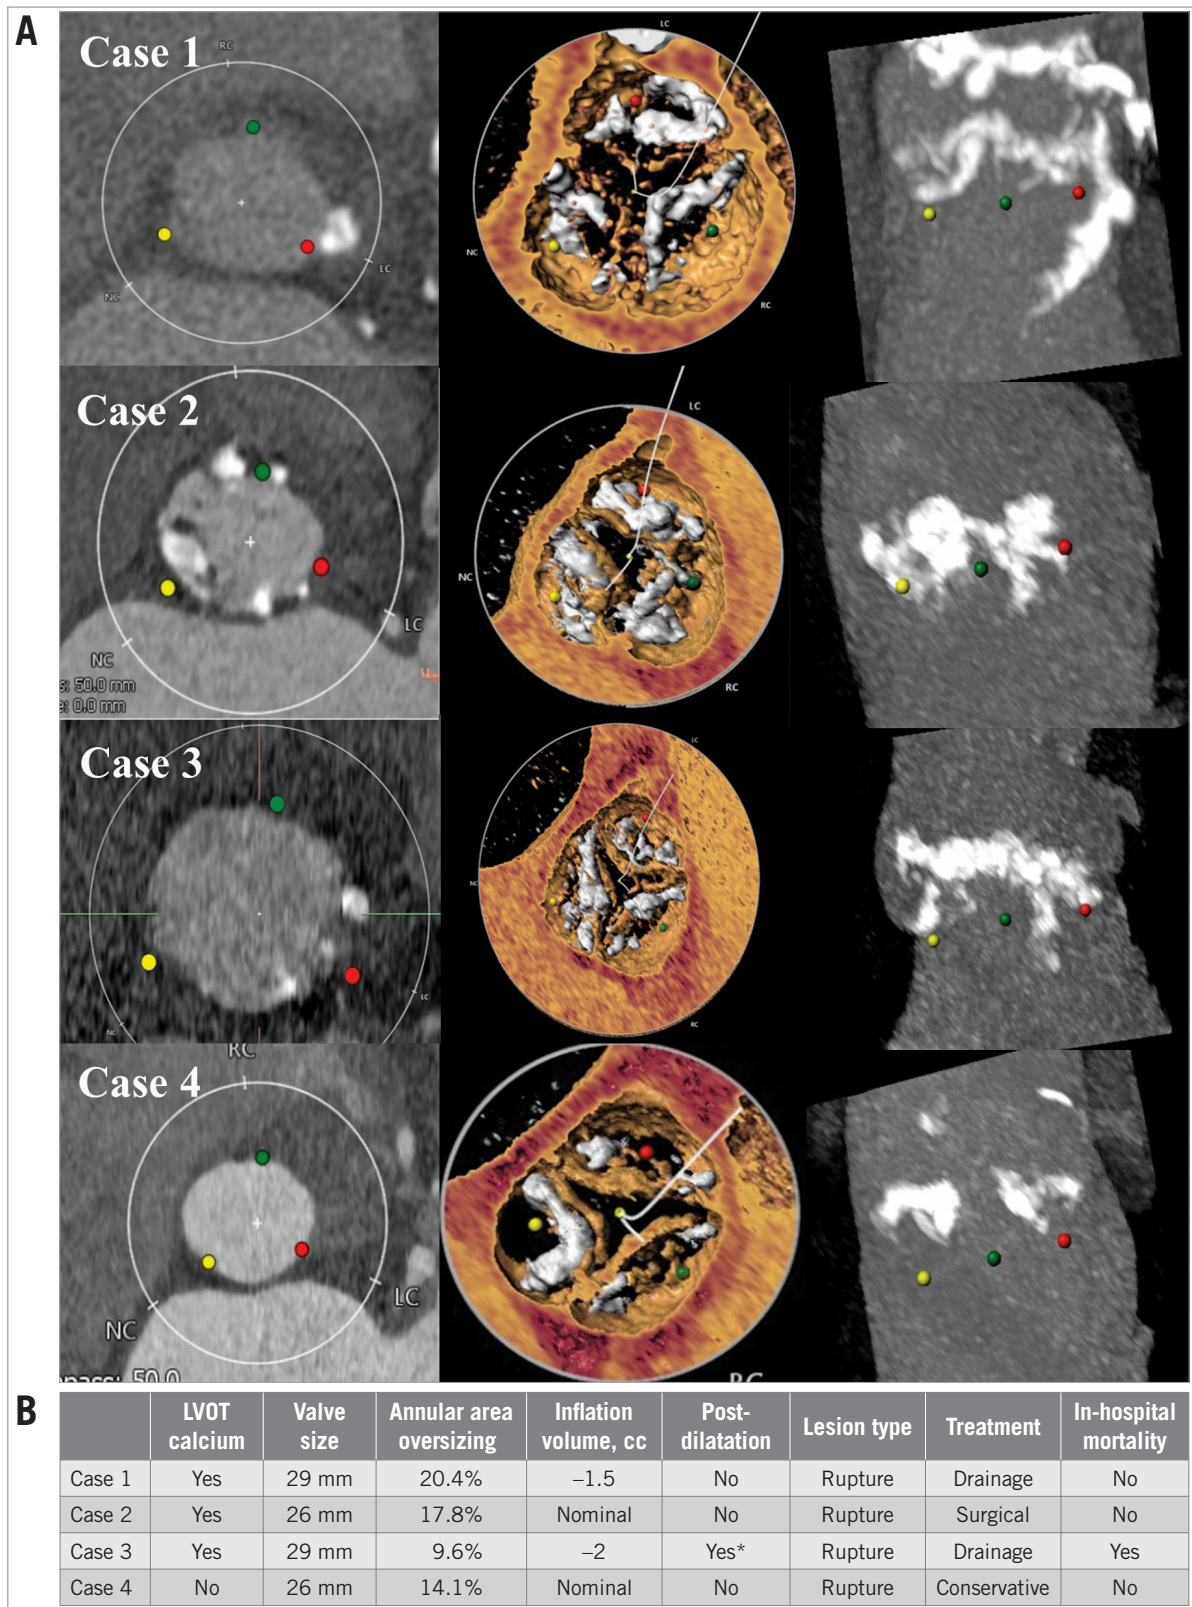 A
Case 1
RC
LC
NC
LC
NC
RC
Case 2
LC
NC
50.0 mm
0.0 mm
LC
NC
RC
Case 3
LC
NC
LC
NC
RC
Case 4
RC
LC
NC
50.0
RC
B
LVOT calcium | Valve size | Annular area oversizing | Inflation volume, cc | Post-dilatation | Lesion type | Treatment | In-hospital mortality
Case 1 | Yes | 29 mm | 20.4% | –1.5 | No | Rupture | Drainage | No
Case 2 | Yes | 26 mm | 17.8% | Nominal | No | Rupture | Surgical | No
Case 3 | Yes | 29 mm | 9.6% | –2 | Yes* | Rupture | Drainage | Yes
Case 4 | No | 26 mm | 14.1% | Nominal | No | Rupture | Conservative | No